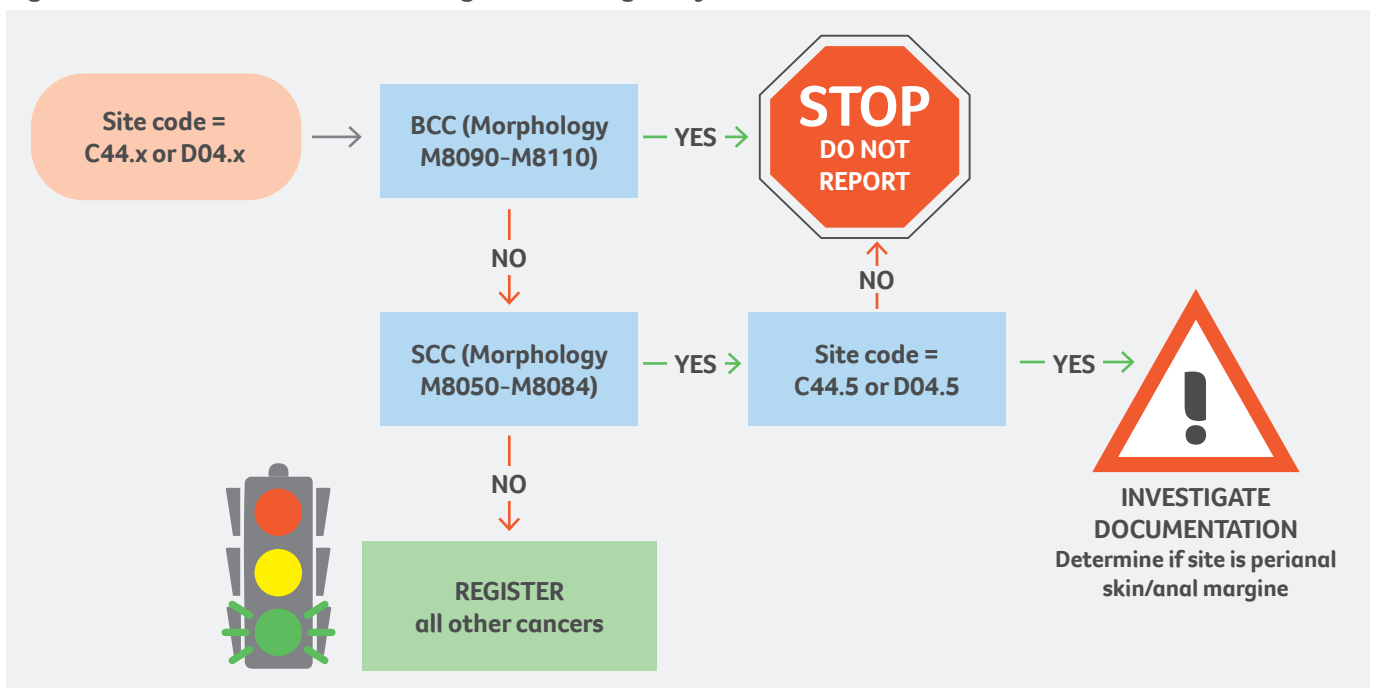 Site code =
C44.x or D04.x
BCC (Morphology
M8090-M8110)
YES
STOP
DO NOT
REPORT
NO
NO
SCC (Morphology
M8050-M8084)
YES
Site code =
C44.5 or D04.5
YES
!
NO
INVESTIGATE
DOCUMENTATION
Determine if site is perianal
skin/anal margine
REGISTER
all other cancers